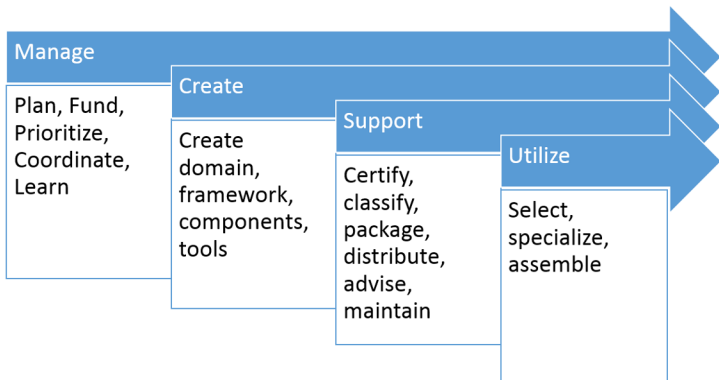 Manage
Plan, Fund,
Prioritize,
Coordinate,
Learn
Create
Create
domain,
framework,
components,
tools
Support
Certify,
classify,
package,
distribute,
advise,
maintain
Utilize
Select,
specialize,
assemble